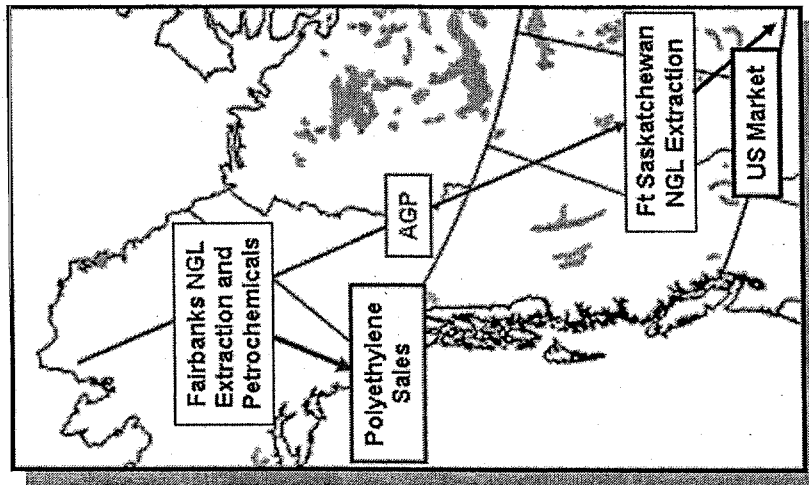 Fairbanks NGL
Extraction and
Petrochemicals
Polyethylene
Sales
AGP
Ft Saskatchewan
NGL Extraction
US Market